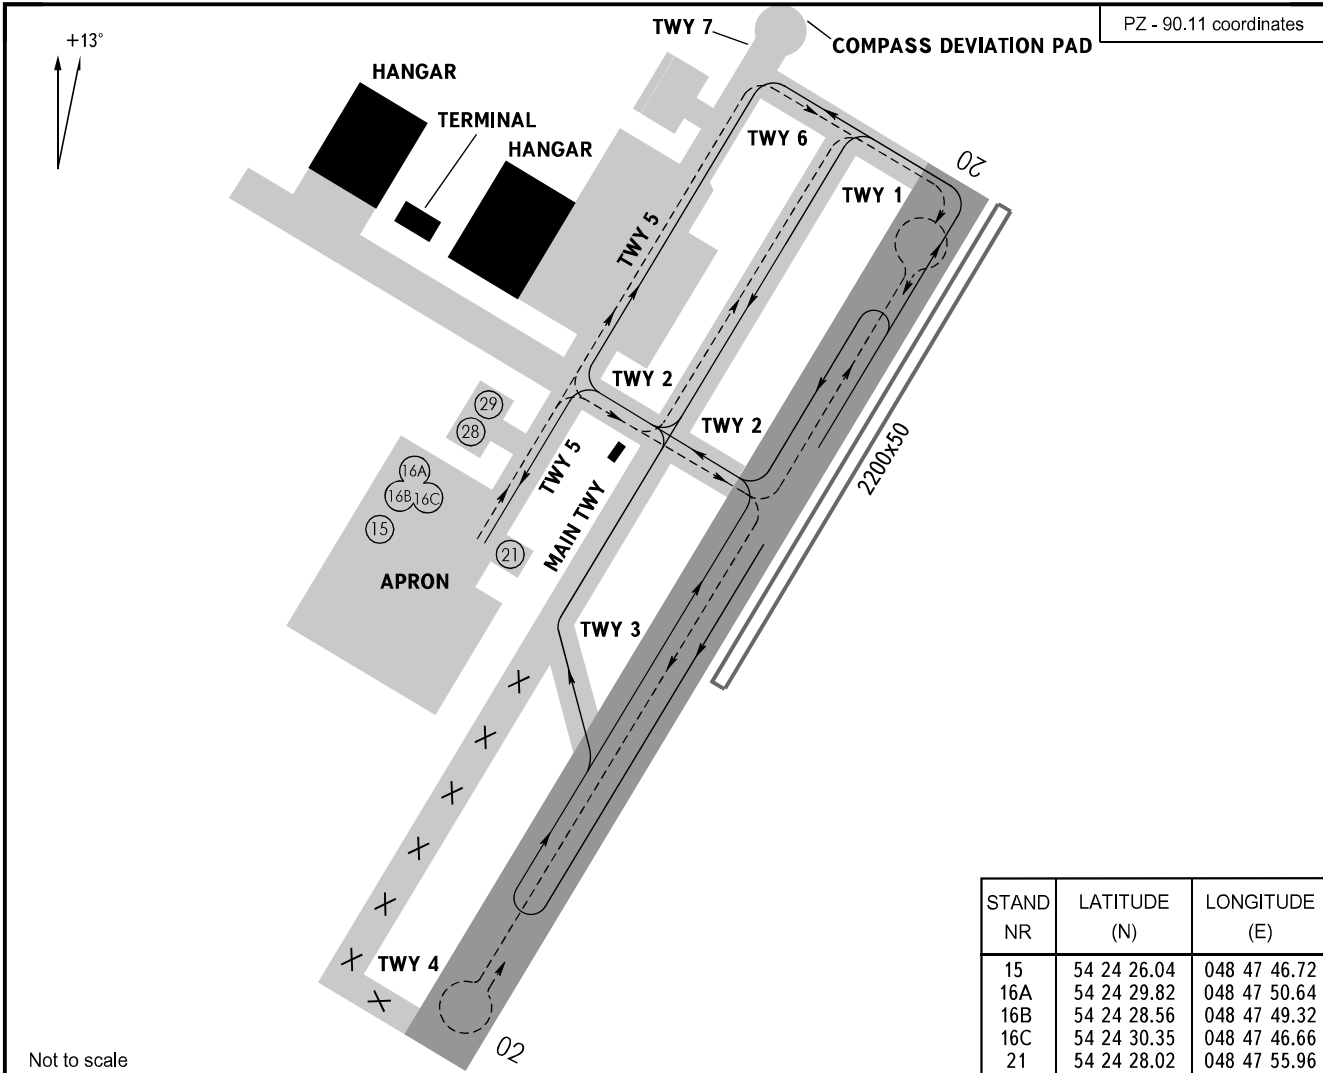 TWY 7
PZ - 90.11 coordinates
COMPASS DEVIATION PAD
+13°
HANGAR
TERMINAL
HANGAR
TWY 6
20
TWY 1
TWY 5
TWY 2
TWY 2
29
28
2200x50
TWY 5
16A
16B
16C
MAIN TWY
15
21
APRON
TWY 3
TWY 4
02
Not to scale
STAND NR LATITUDE (N) LONGITUDE (E)
15 54 24 26.04 048 47 46.72
16A 54 24 29.82 048 47 50.64
16B 54 24 28.56 048 47 49.32
16C 54 24 30.35 048 47 46.66
21 54 24 28.02 048 47 55.96